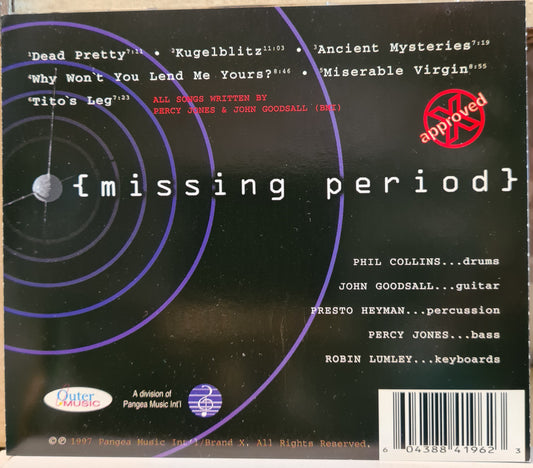 1Dead Pretty7:11 • 2Kugelblitz11:03 • 3Ancient Mysteries7:19
4Why Won`t You Lend Me Yours?8:46 • 5Miserable Virgin8:55
6Tito`s Leg7:23
ALL SONGS WRITTEN BY
PERCY JONES & JOHN GOODSALL (BMI)
X approved
{missing period}
PHIL COLLINS...drums
JOHN GOODSALL...guitar
PRESTO HEYMAN...percussion
PERCY JONES...bass
ROBIN LUMLEY...keyboards
Outer
MUSIC
A division of
Pangea Music Int'l
©℗ 1997 Pangea Music Int'l/Brand X. All Rights Reserved.
6 04388 41962 3